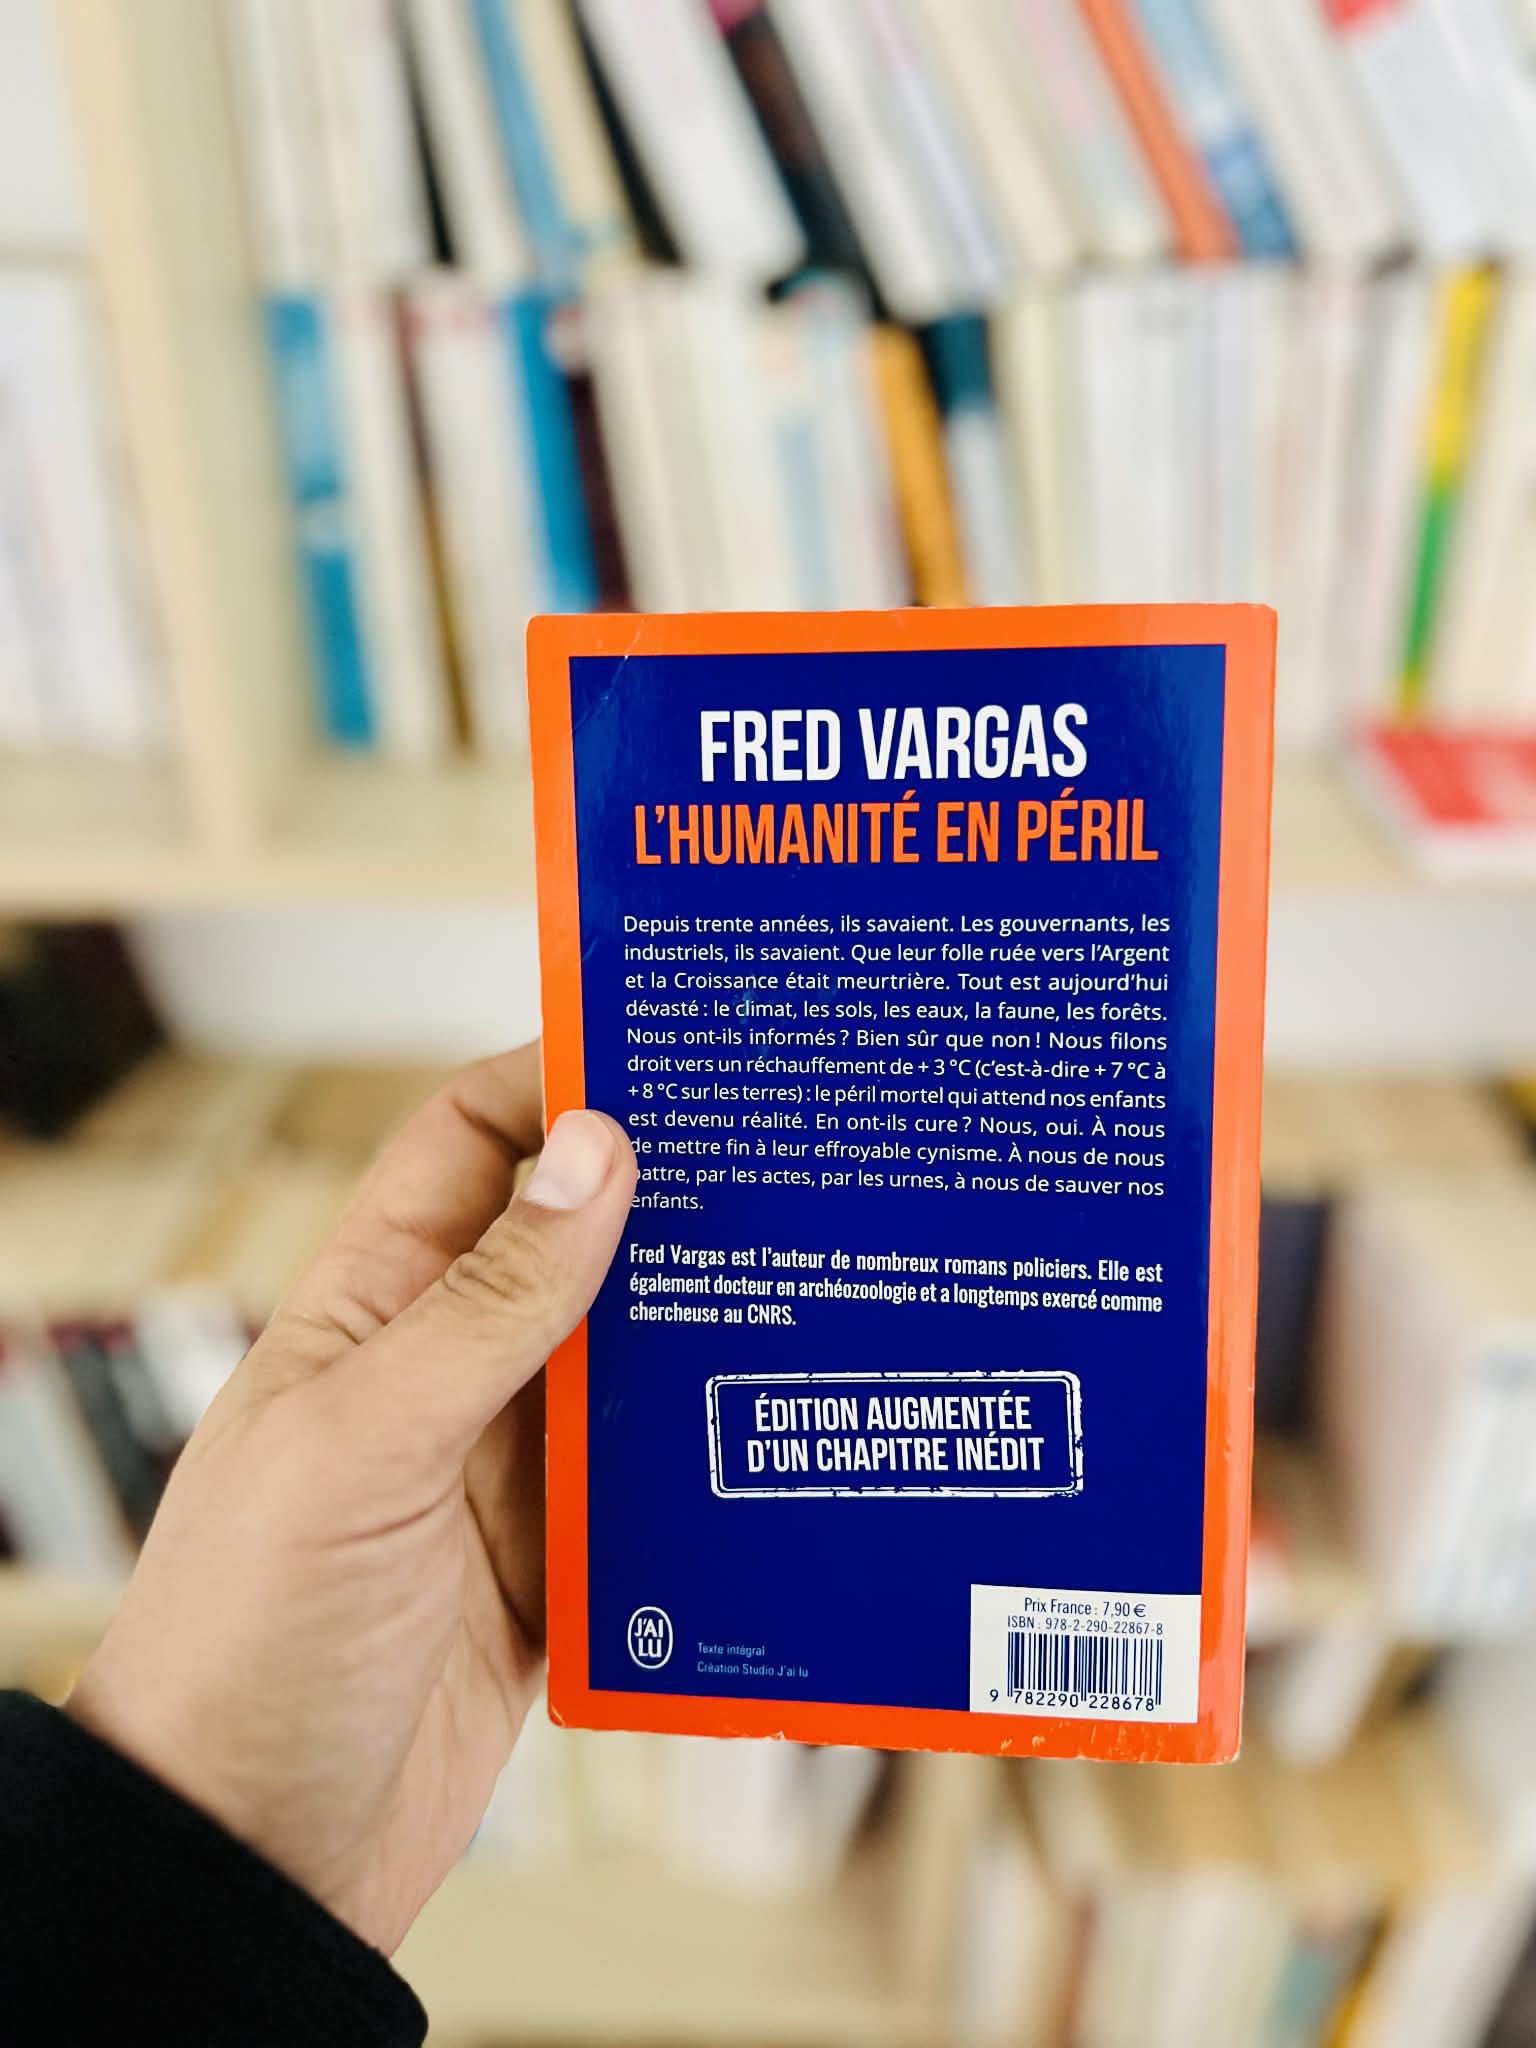 FRED VARGAS
L'HUMANITÉ EN PÉRIL
Depuis trente années, ils savaient. Les gouvernants, les
industriels, ils savaient. Que leur folle ruée vers l'Argent
et la Croissance était meurtrière. Tout est aujourd'hui
dévasté : le climat, les sols, les eaux, la faune, les forêts.
Nous ont-ils informés ? Bien sûr que non ! Nous filons
droit vers un réchauffement de + 3 °C (c'est-à-dire + 7 °C à
+ 8 °C sur les terres) : le péril mortel qui attend nos enfants
est devenu réalité. En ont-ils cure ? Nous, oui. À nous
de mettre fin à leur effroyable cynisme. À nous de nous
battre, par les actes, par les urnes, à nous de sauver nos
enfants.
Fred Vargas est l'auteur de nombreux romans policiers. Elle est
également docteur en archéozoologie et a longtemps exercé comme
chercheuse au CNRS.
ÉDITION AUGMENTÉE
D'UN CHAPITRE INÉDIT
J'AI
LU
Texte intégral
Création Studio J'ai lu
Prix France : 7,90 €
ISBN : 978-2-290-22867-8
9 782290 228678